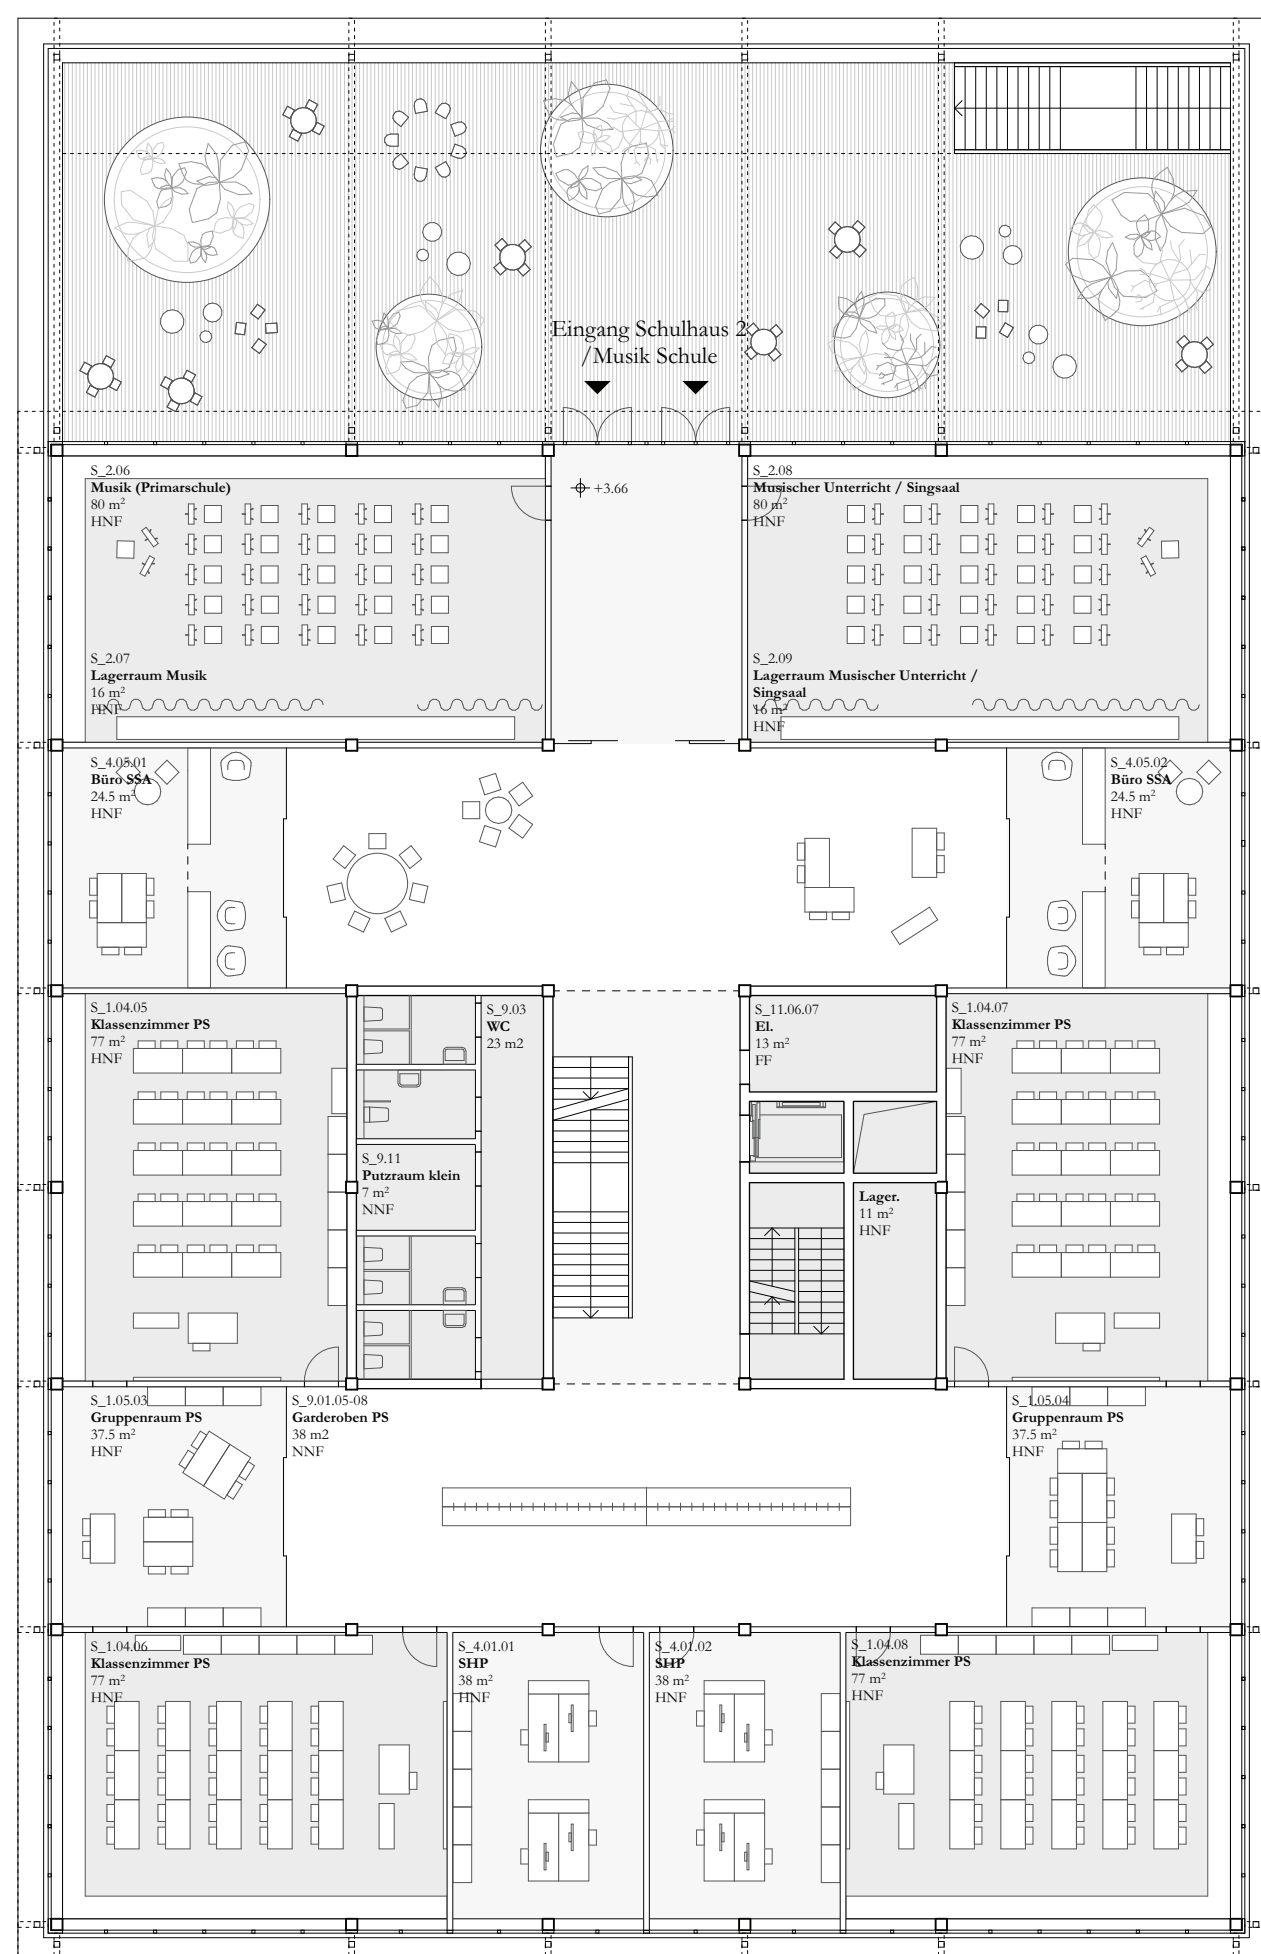 Eingang Schulhaus 2
/Musik Schule
S_2.06
Musik (Primarschule)
80 m²
HNF
+3.66
S_2.08
Musischer Unterricht / Singsaal
80 m²
HNF
S_2.07
Lagerraum Musik
16 m²
HNF
S_2.09
Lagerraum Musischer Unterricht /
Singsaal
16 m²
HNF
S_4.05.01
Büro SSA
24.5 m²
HNF
S_4.05.02
Büro SSA
24.5 m²
HNF
S_1.04.05
Klassenzimmer PS
77 m²
HNF
S_9.03
WC
23 m2
S_11.06.07
El.
13 m²
FF
S_1.04.07
Klassenzimmer PS
77 m²
HNF
S_9.11
Putzraum klein
7 m²
NNF
Lager.
11 m²
HNF
S_1.05.03
Gruppenraum PS
37.5 m²
HNF
S_9.01.05-08
Garderoben PS
38 m2
NNF
S_1.05.04
Gruppenraum PS
37.5 m²
HNF
S_1.04.06
Klassenzimmer PS
77 m²
HNF
S_4.01.01
SHP
38 m²
HNF
S_4.01.02
SHP
38 m²
HNF
S_1.04.08
Klassenzimmer PS
77 m²
HNF